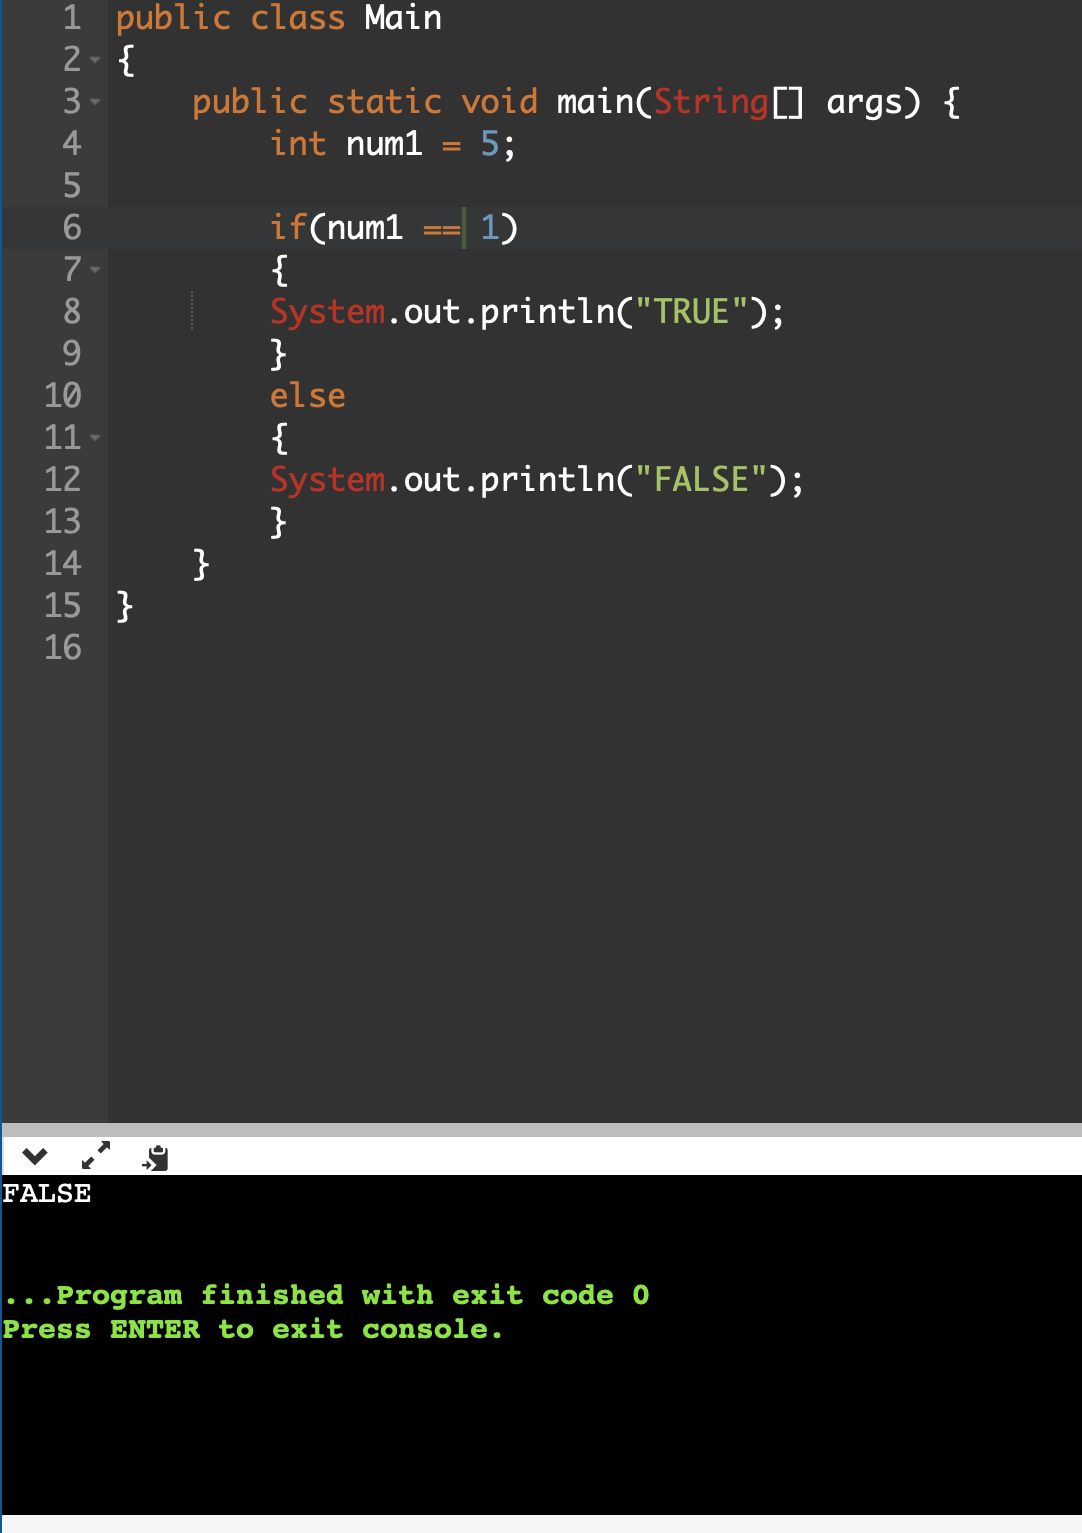 1 public class Main
2 {
3 public static void main(String[] args) {
4 int num1 = 5;
5
6 if(num1 == 1)
7 {
8 System.out.println("TRUE");
9 }
10 else
11 {
12 System.out.println("FALSE");
13 }
14 }
15 }
16
FALSE
...Program finished with exit code 0
Press ENTER to exit console.